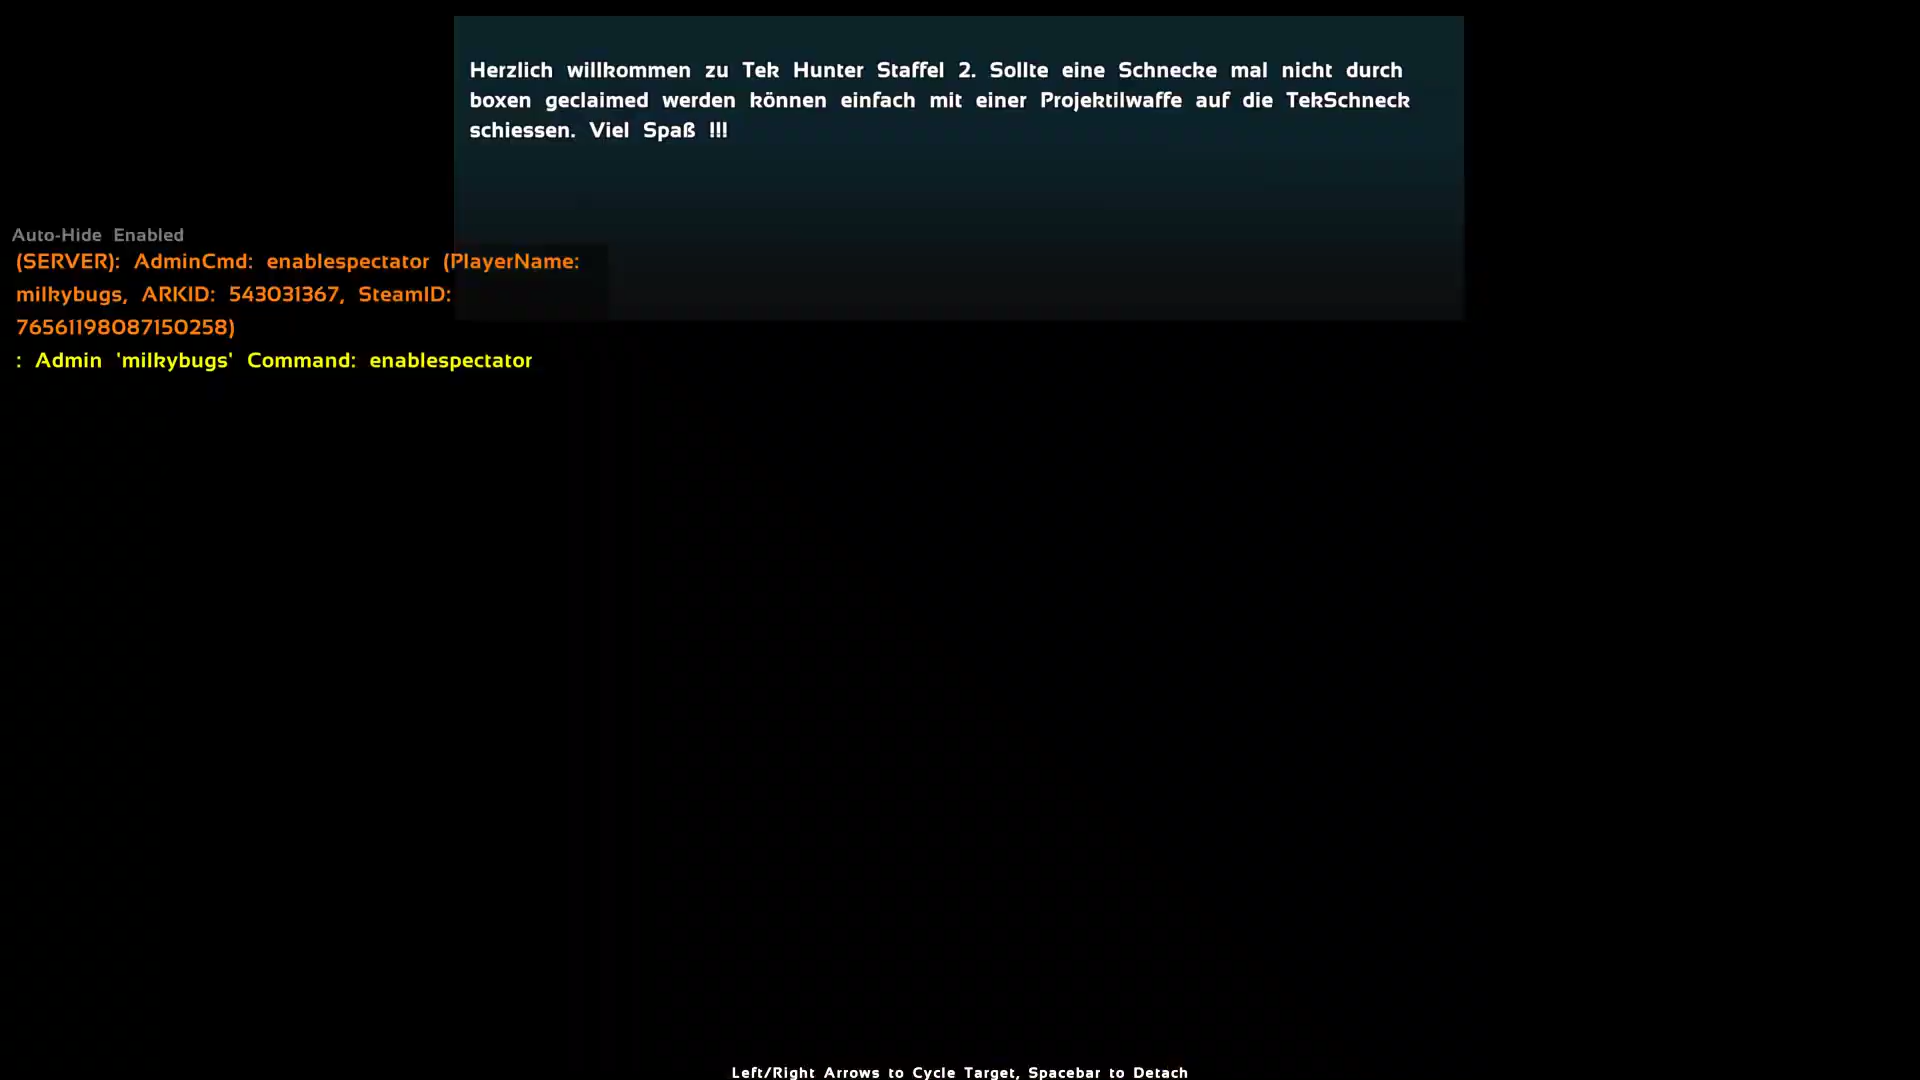 Herzlich willkommen zu Tek Hunter Staffel 2. Sollte eine Schnecke mal nicht durch
boxen geclaimed werden können einfach mit einer Projektilwaffe auf die TekSchneck
schiessen. Viel Spaß !!!
Auto-Hide Enabled
(SERVER): AdminCmd: enablespectator (PlayerName:
milkybugs, ARKID: 543031367, SteamID:
76561198087150258)
: Admin 'milkybugs' Command: enablespectator
Left/Right Arrows to Cycle Target, Spacebar to Detach